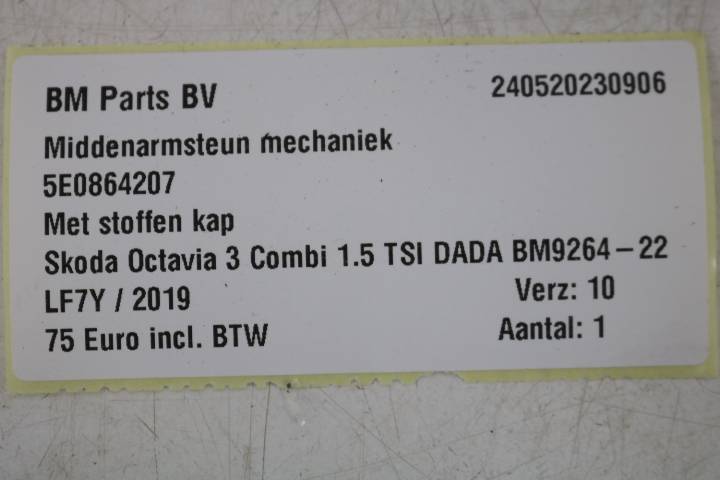 BM Parts BV 240520230906
Middenarmsteun mechaniek
5E0864207
Met stoffen kap
Skoda Octavia 3 Combi 1.5 TSI DADA BM9264-22
LF7Y / 2019 Verz: 10
75 Euro incl. BTW Aantal: 1